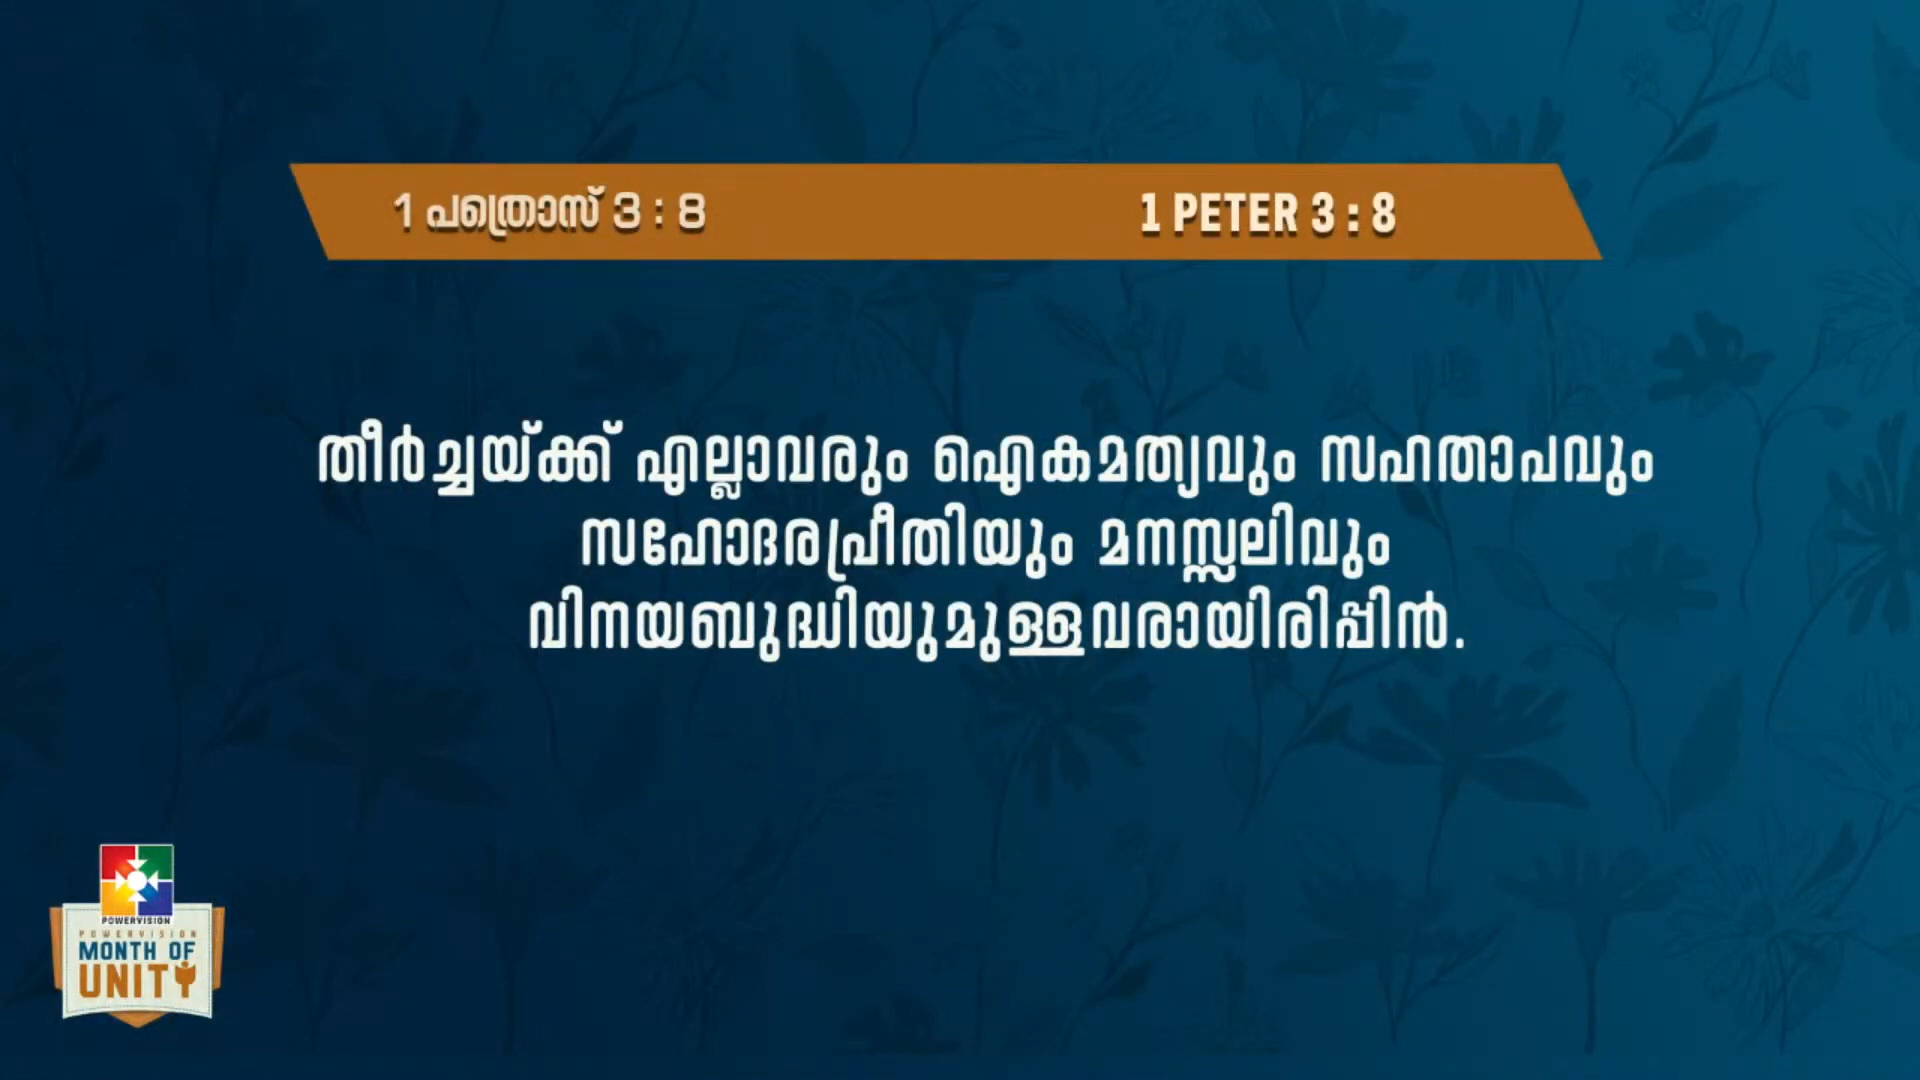 1 പത്രൊസ് 3 : 8
1 PETER 3 : 8
തീർച്ചയ്ക്ക് എല്ലാവരും ഐകമത്യവും സഹതാപവും
സഹോദരപ്രീതിയും മനസ്സലിവും
വിനയബുദ്ധിയുമുള്ളവരായിരിപ്പിൻ.
POWERVISION
POWERVISION
MONTH OF
UNITY